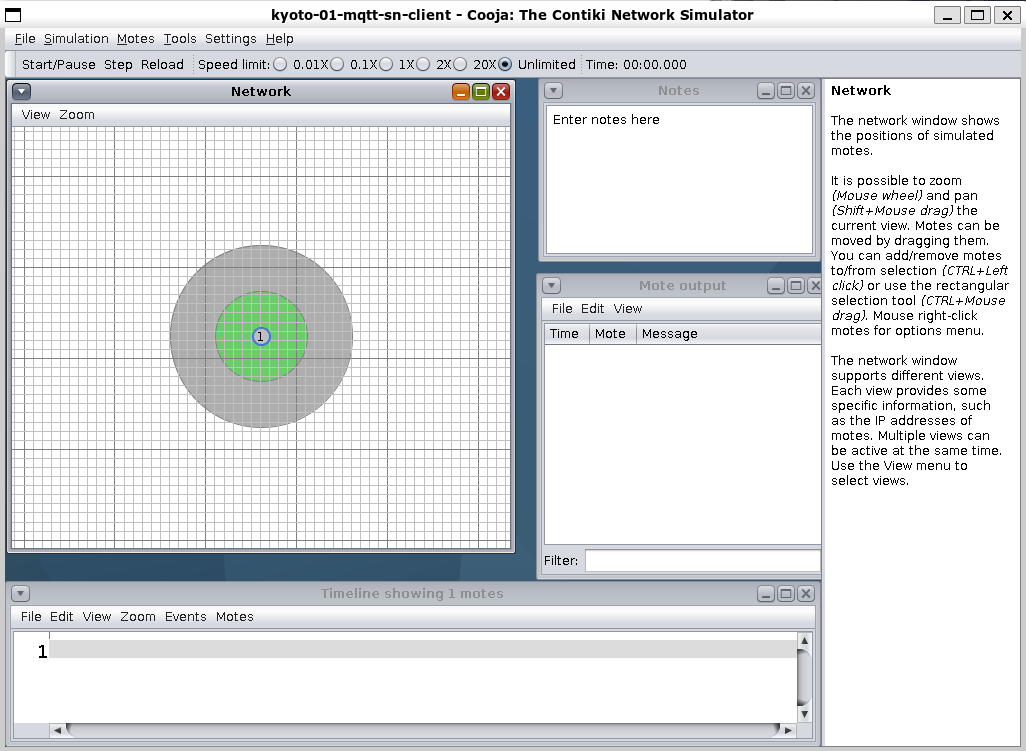 kyoto-01-mqtt-sn-client - Cooja: The Contiki Network Simulator
File Simulation Motes Tools Settings Help
Start/Pause Step Reload Speed limit: 0.01X 0.1X 1X 2X 20X Unlimited Time: 00:00.000
Network
View Zoom
1
Notes
Enter notes here
Mote output
File Edit View
Time Mote Message
Filter:
Network
The network window shows
the positions of simulated
motes.
It is possible to zoom
(Mouse wheel) and pan
(Shift+Mouse drag) the
current view. Motes can be
moved by dragging them.
You can add/remove motes
to/from selection (CTRL+Left
click) or use the rectangular
selection tool (CTRL+Mouse
drag). Mouse right-click
motes for options menu.
The network window
supports different views.
Each view provides some
specific information, such
as the IP addresses of
motes. Multiple views can
be active at the same time.
Use the View menu to
select views.
Timeline showing 1 motes
File Edit View Zoom Events Motes
1